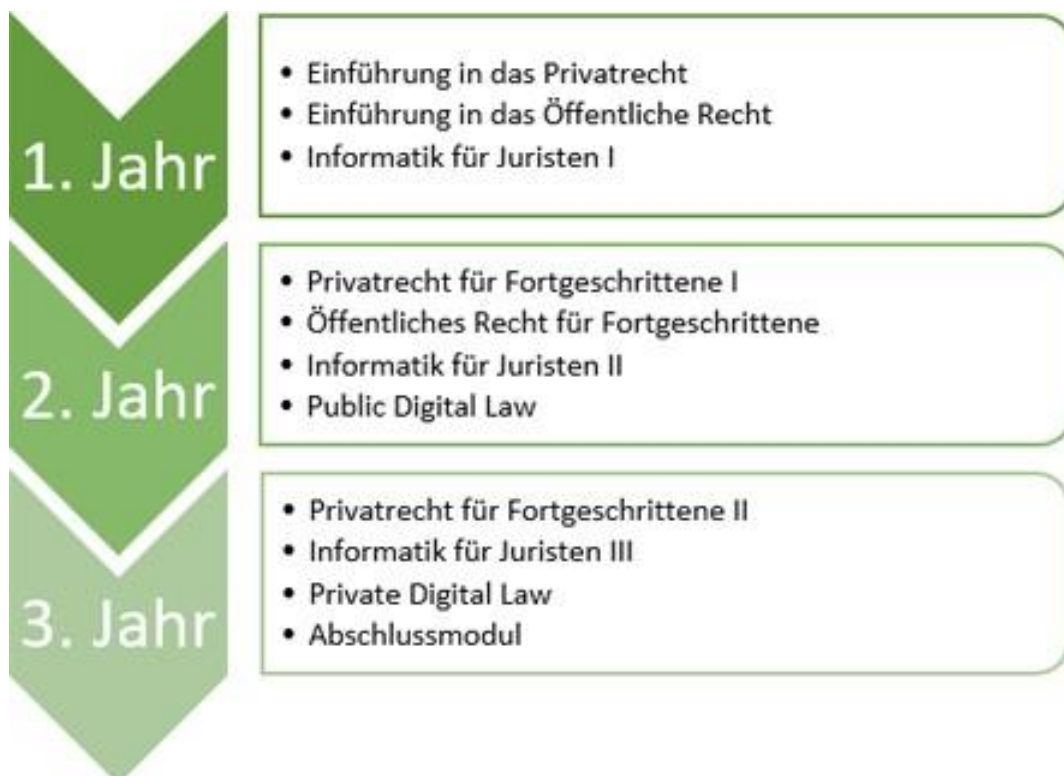 1. Jahr
• Einführung in das Privatrecht
• Einführung in das Öffentliche Recht
• Informatik für Juristen I
2. Jahr
• Privatrecht für Fortgeschrittene I
• Öffentliches Recht für Fortgeschrittene
• Informatik für Juristen II
• Public Digital Law
3. Jahr
• Privatrecht für Fortgeschrittene II
• Informatik für Juristen III
• Private Digital Law
• Abschlussmodul